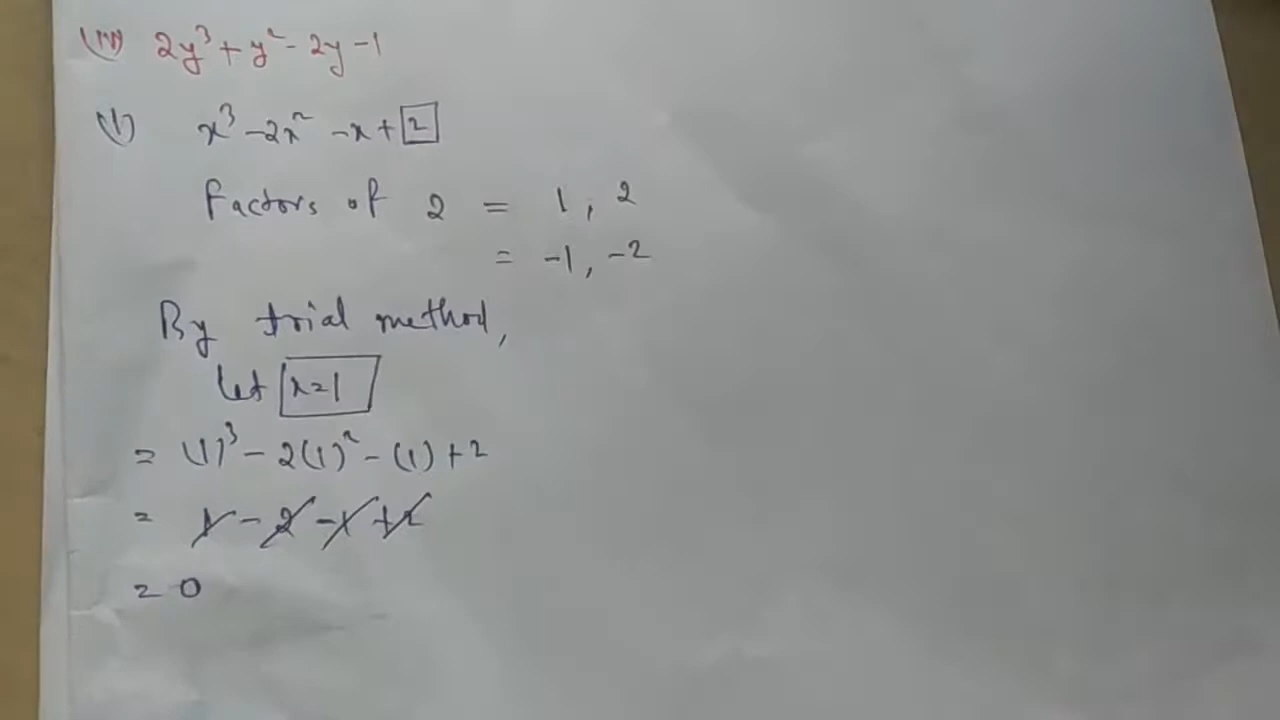 (iv) 2y³ + y² - 2y - 1
(i) x³ - 2x² - x + 2
Factors of 2 = 1, 2
= -1, -2
By trial method,
let x=1
= (1)³ - 2(1)² - (1) + 2
= 1 - 2 - 1 + 2
= 0